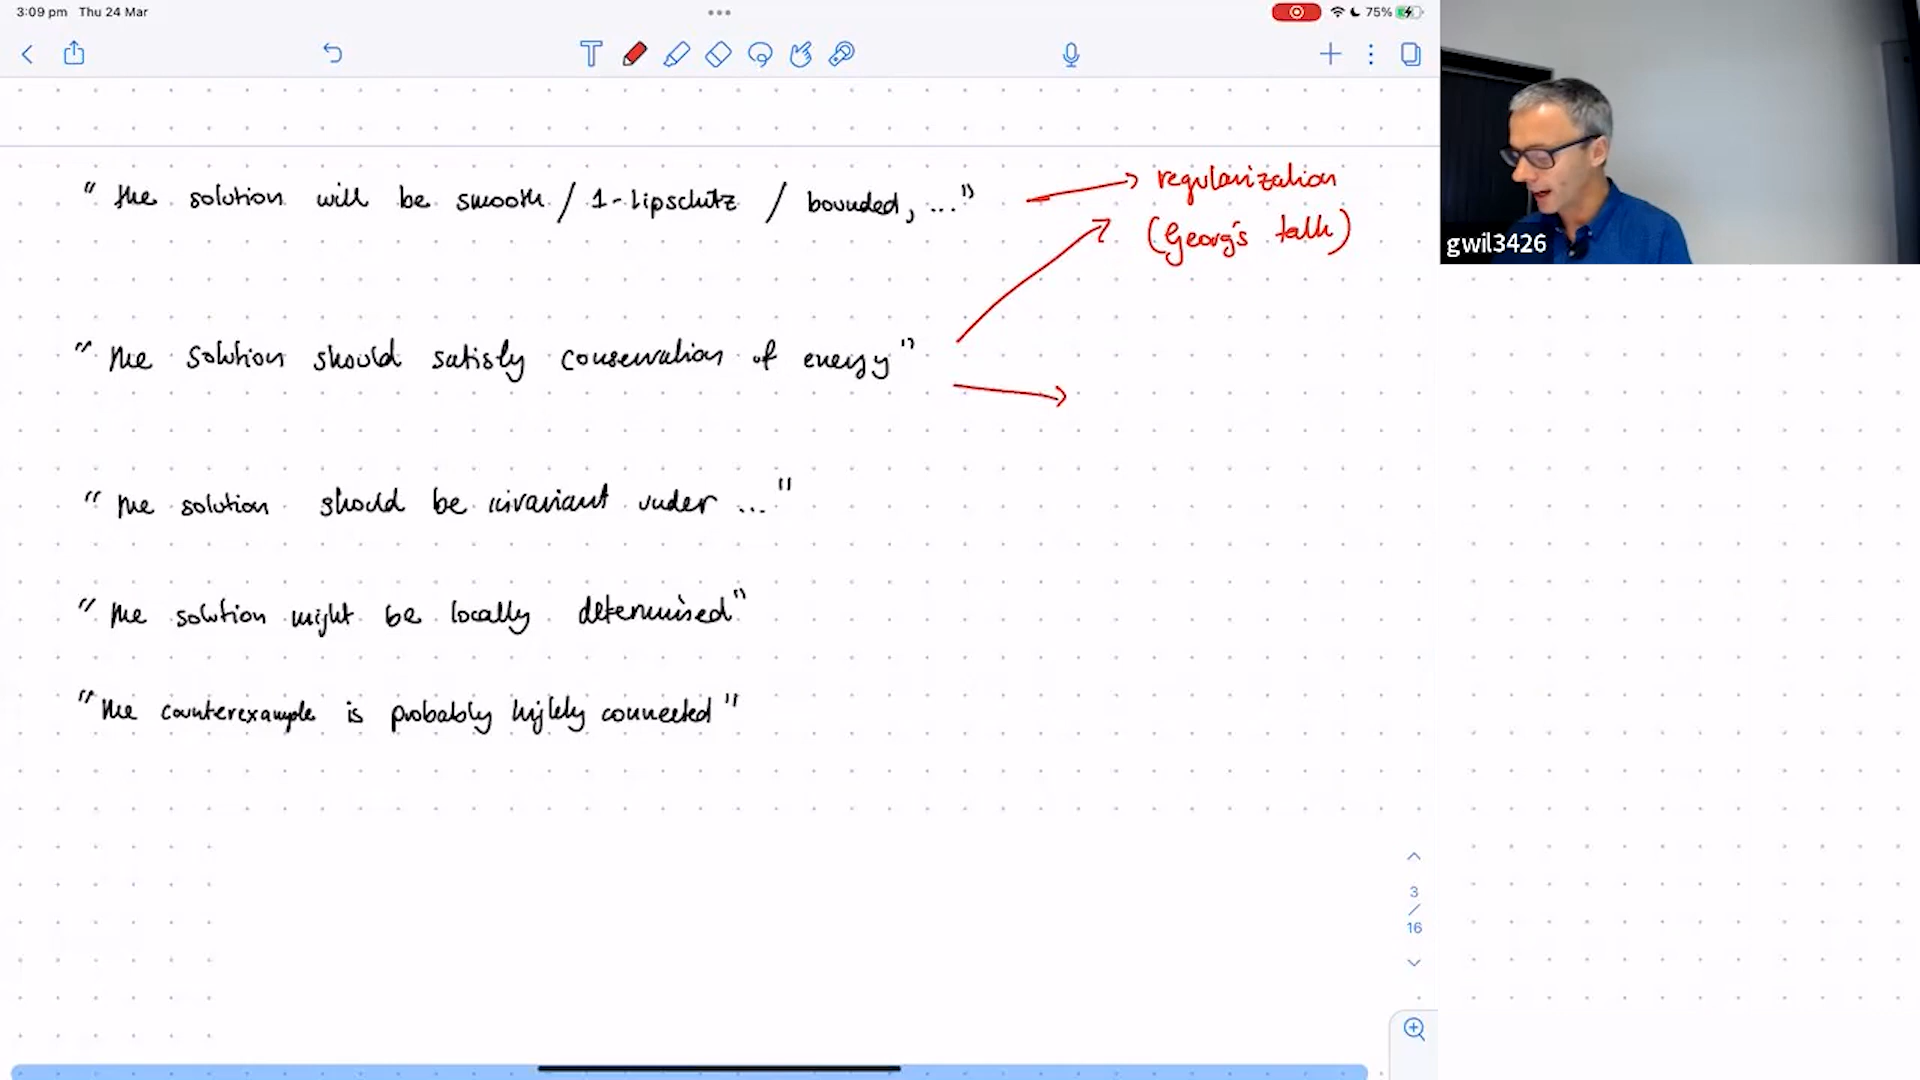 3:09 pm Thu 24 Mar
75%
"the solution will be smooth / 1-lipschitz / bounded, ..."
regularization
(Georg's talk)
gwil3426
"The solution should satisfy conservation of energy"
"The solution should be invariant under ..."
"The solution might be locally determined"
"The counterexample is probably highly connected"
3
/
16